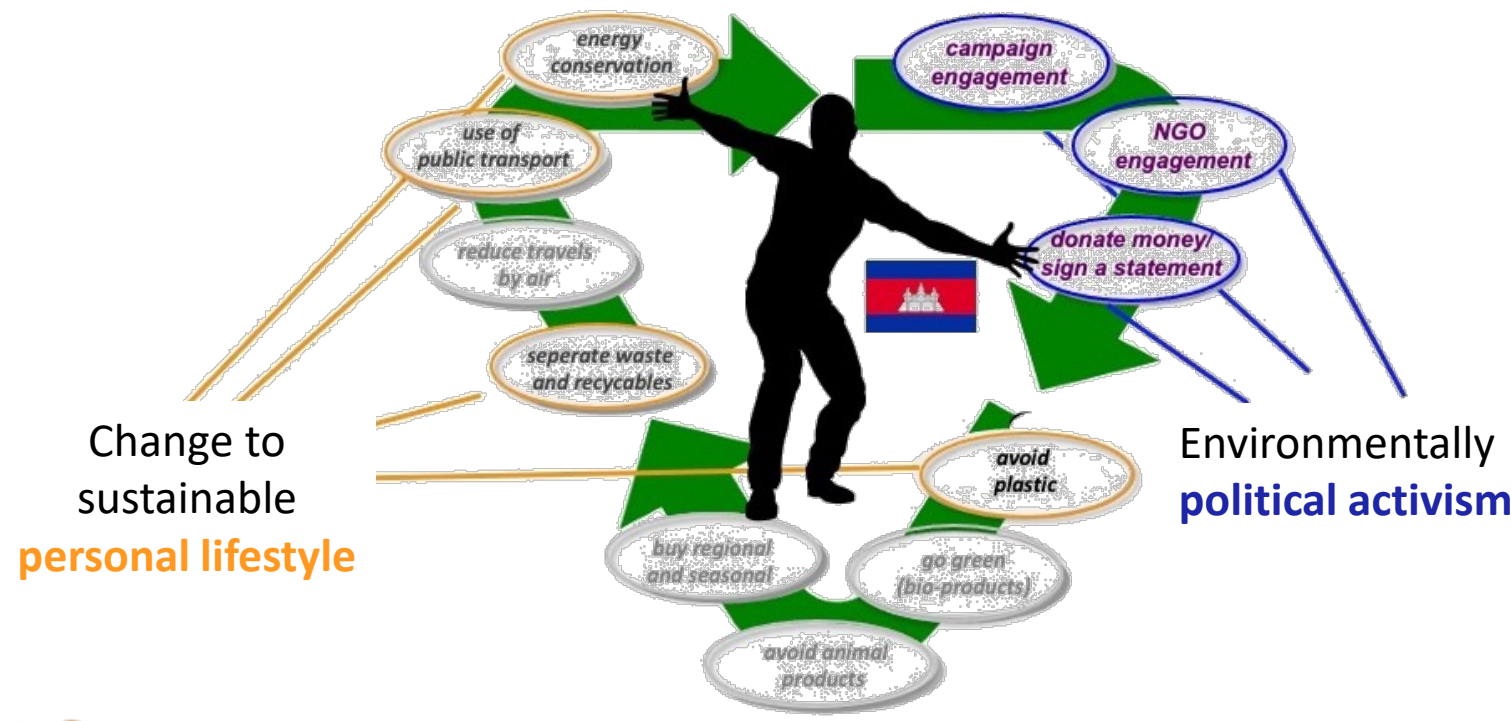 energy
conservation
campaign
engagement
use of
public transport
NGO
engagement
reduce travels
by air
donate money/
sign a statement
seperate waste
and recycables
Change to
sustainable
personal lifestyle
avoid
plastic
Environmentally
political activism
buy regional
and seasonal
go green
(bio-products)
avoid animal
products